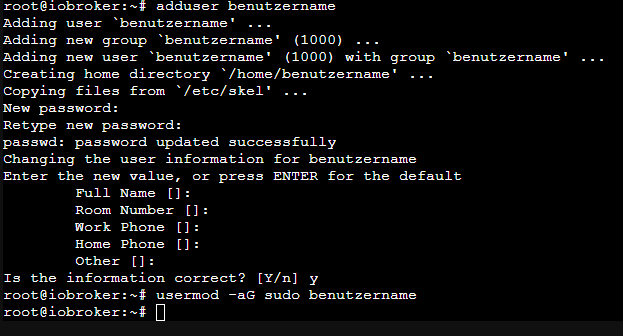 root@iobroker:~# adduser benutzername
Adding user `benutzername' ...
Adding new group `benutzername' (1000) ...
Adding new user `benutzername' (1000) with group `benutzername' ...
Creating home directory `/home/benutzername' ...
Copying files from `/etc/skel' ...
New password:
Retype new password:
passwd: password updated successfully
Changing the user information for benutzername
Enter the new value, or press ENTER for the default
        Full Name []:
        Room Number []:
        Work Phone []:
        Home Phone []:
        Other []:
Is the information correct? [Y/n] y
root@iobroker:~# usermod -aG sudo benutzername
root@iobroker:~#